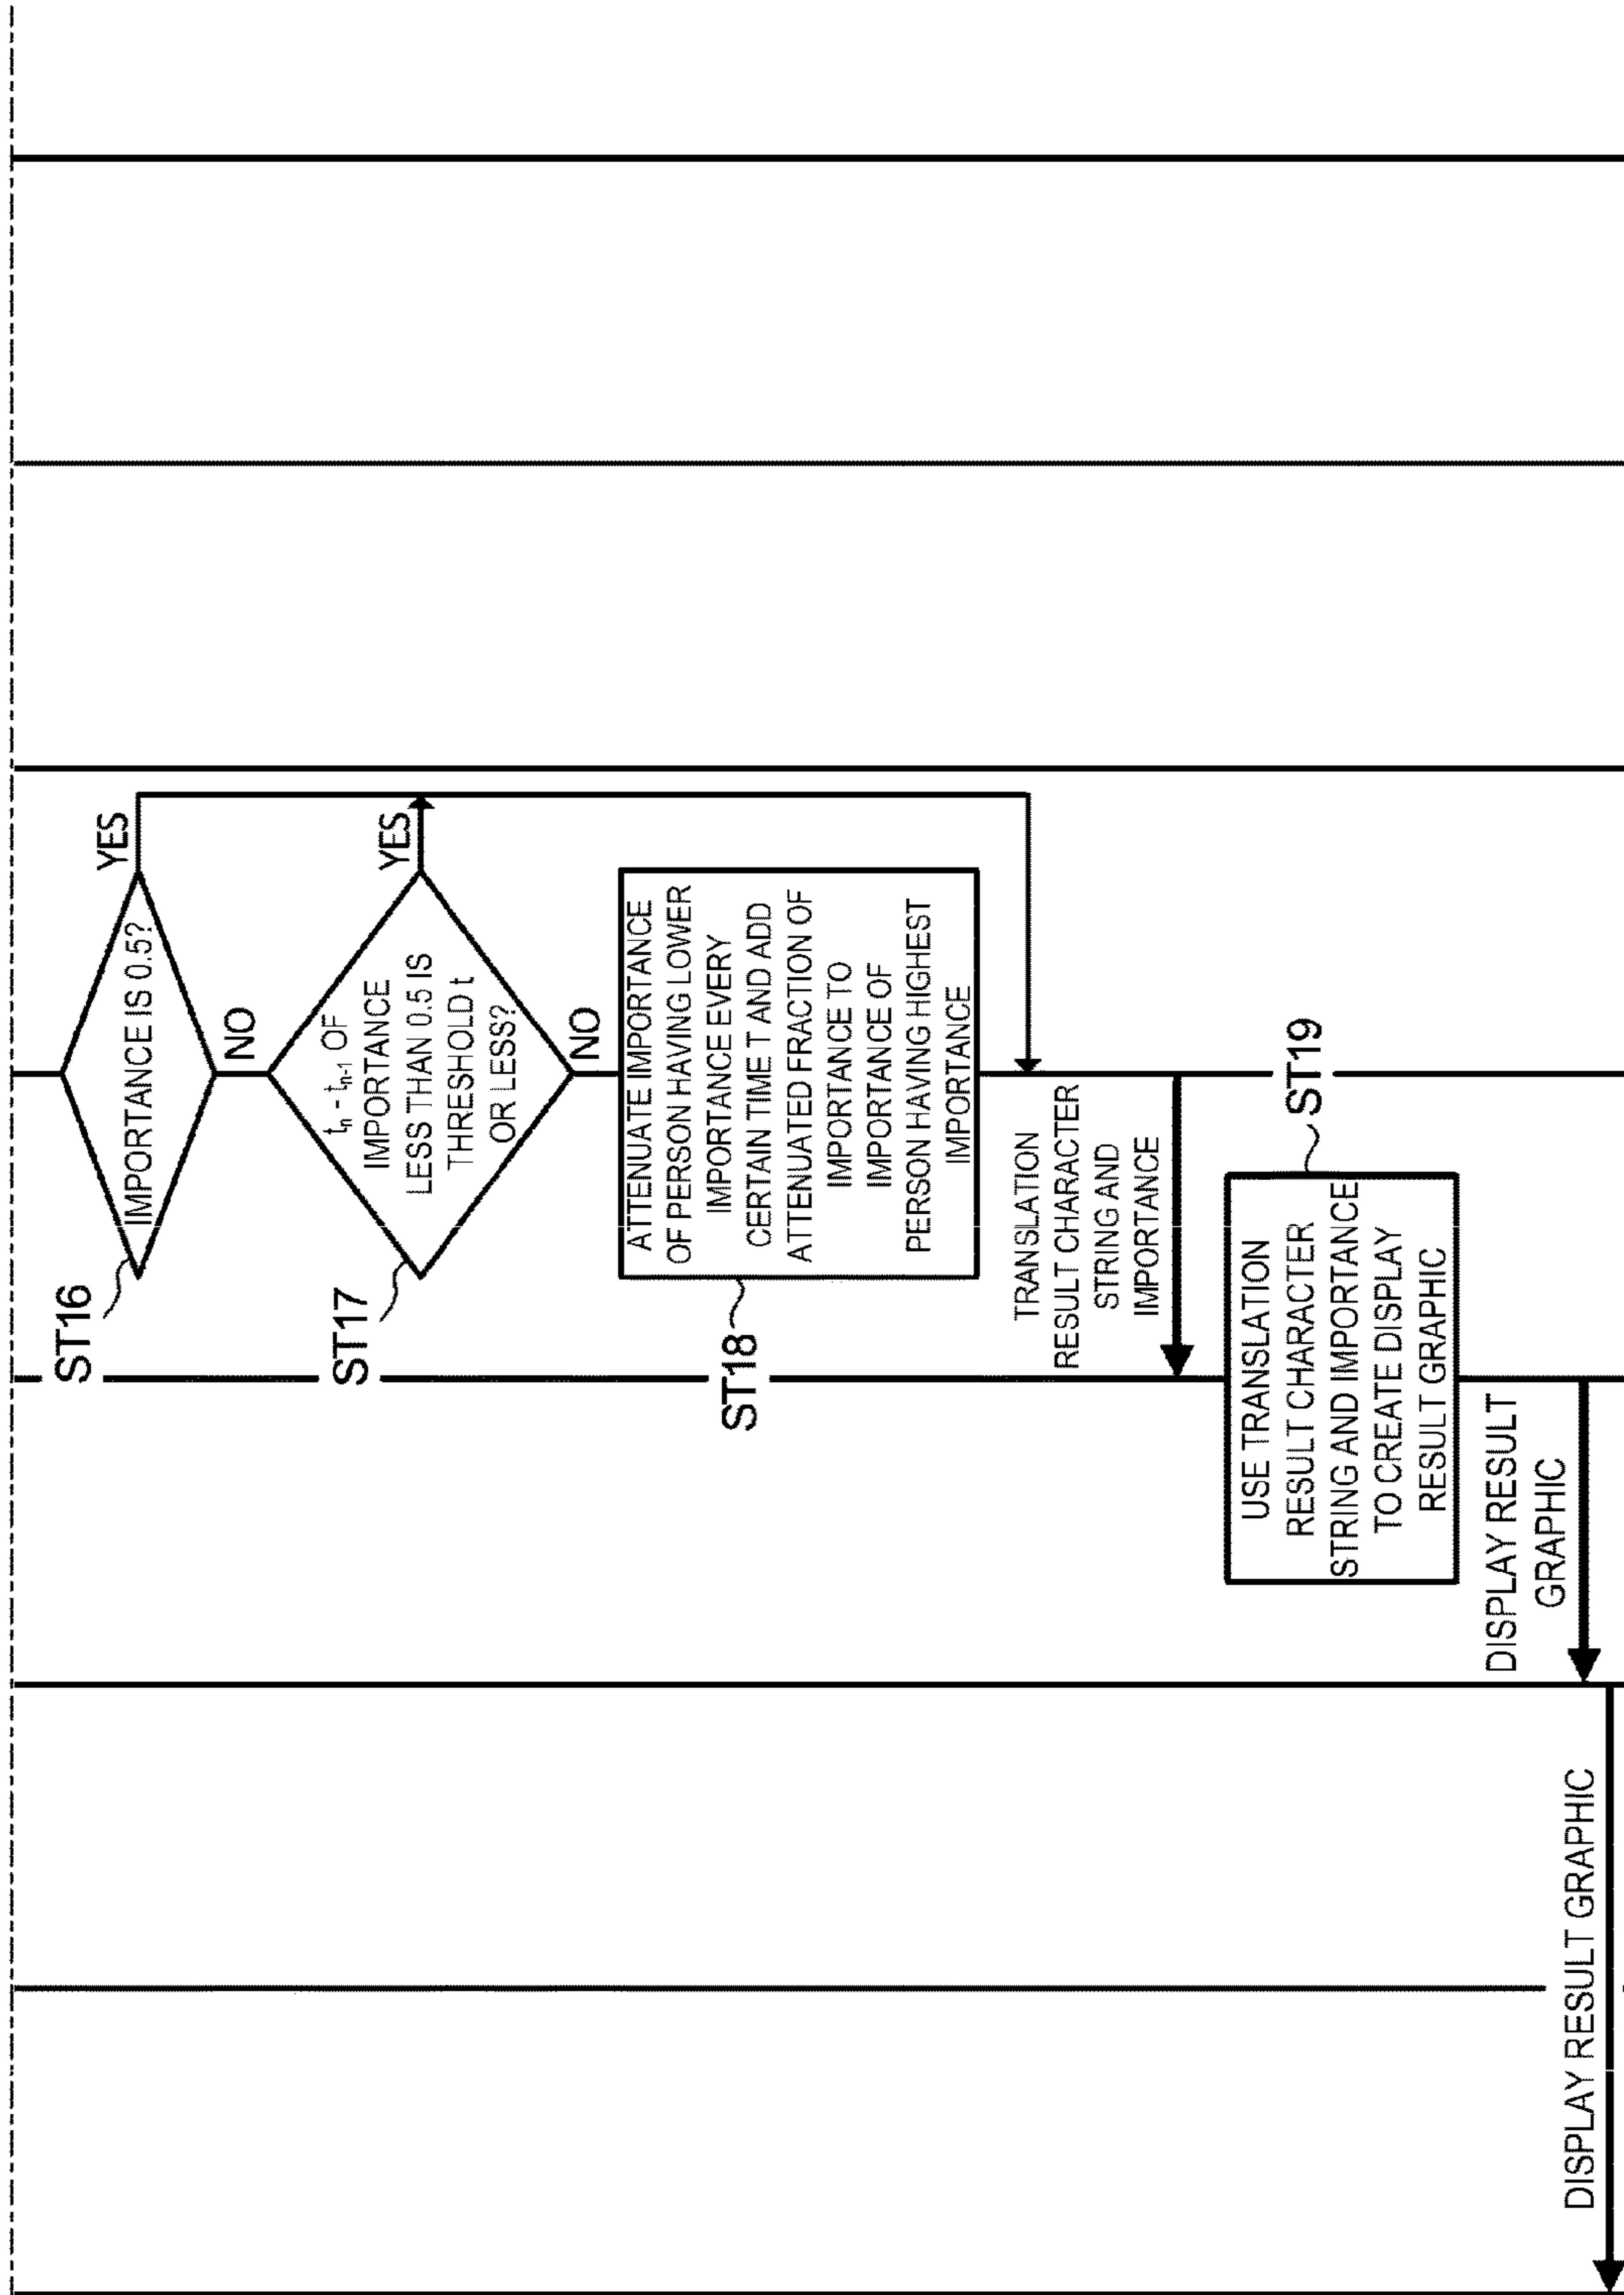 ST16
IMPORTANCE IS 0.5?
YES
NO
ST17
tn - tn-1 OF
IMPORTANCE
LESS THAN 0.5 IS
THRESHOLD t
OR LESS?
YES
NO
ST18
ATTENUATE IMPORTANCE
OF PERSON HAVING LOWER
IMPORTANCE EVERY
CERTAIN TIME T AND ADD
ATTENUATED FRACTION OF
IMPORTANCE TO
IMPORTANCE OF
PERSON HAVING HIGHEST
IMPORTANCE
TRANSLATION
RESULT CHARACTER
STRING AND
IMPORTANCE
ST19
USE TRANSLATION
RESULT CHARACTER
STRING AND IMPORTANCE
TO CREATE DISPLAY
RESULT GRAPHIC
DISPLAY RESULT
GRAPHIC
DISPLAY RESULT GRAPHIC